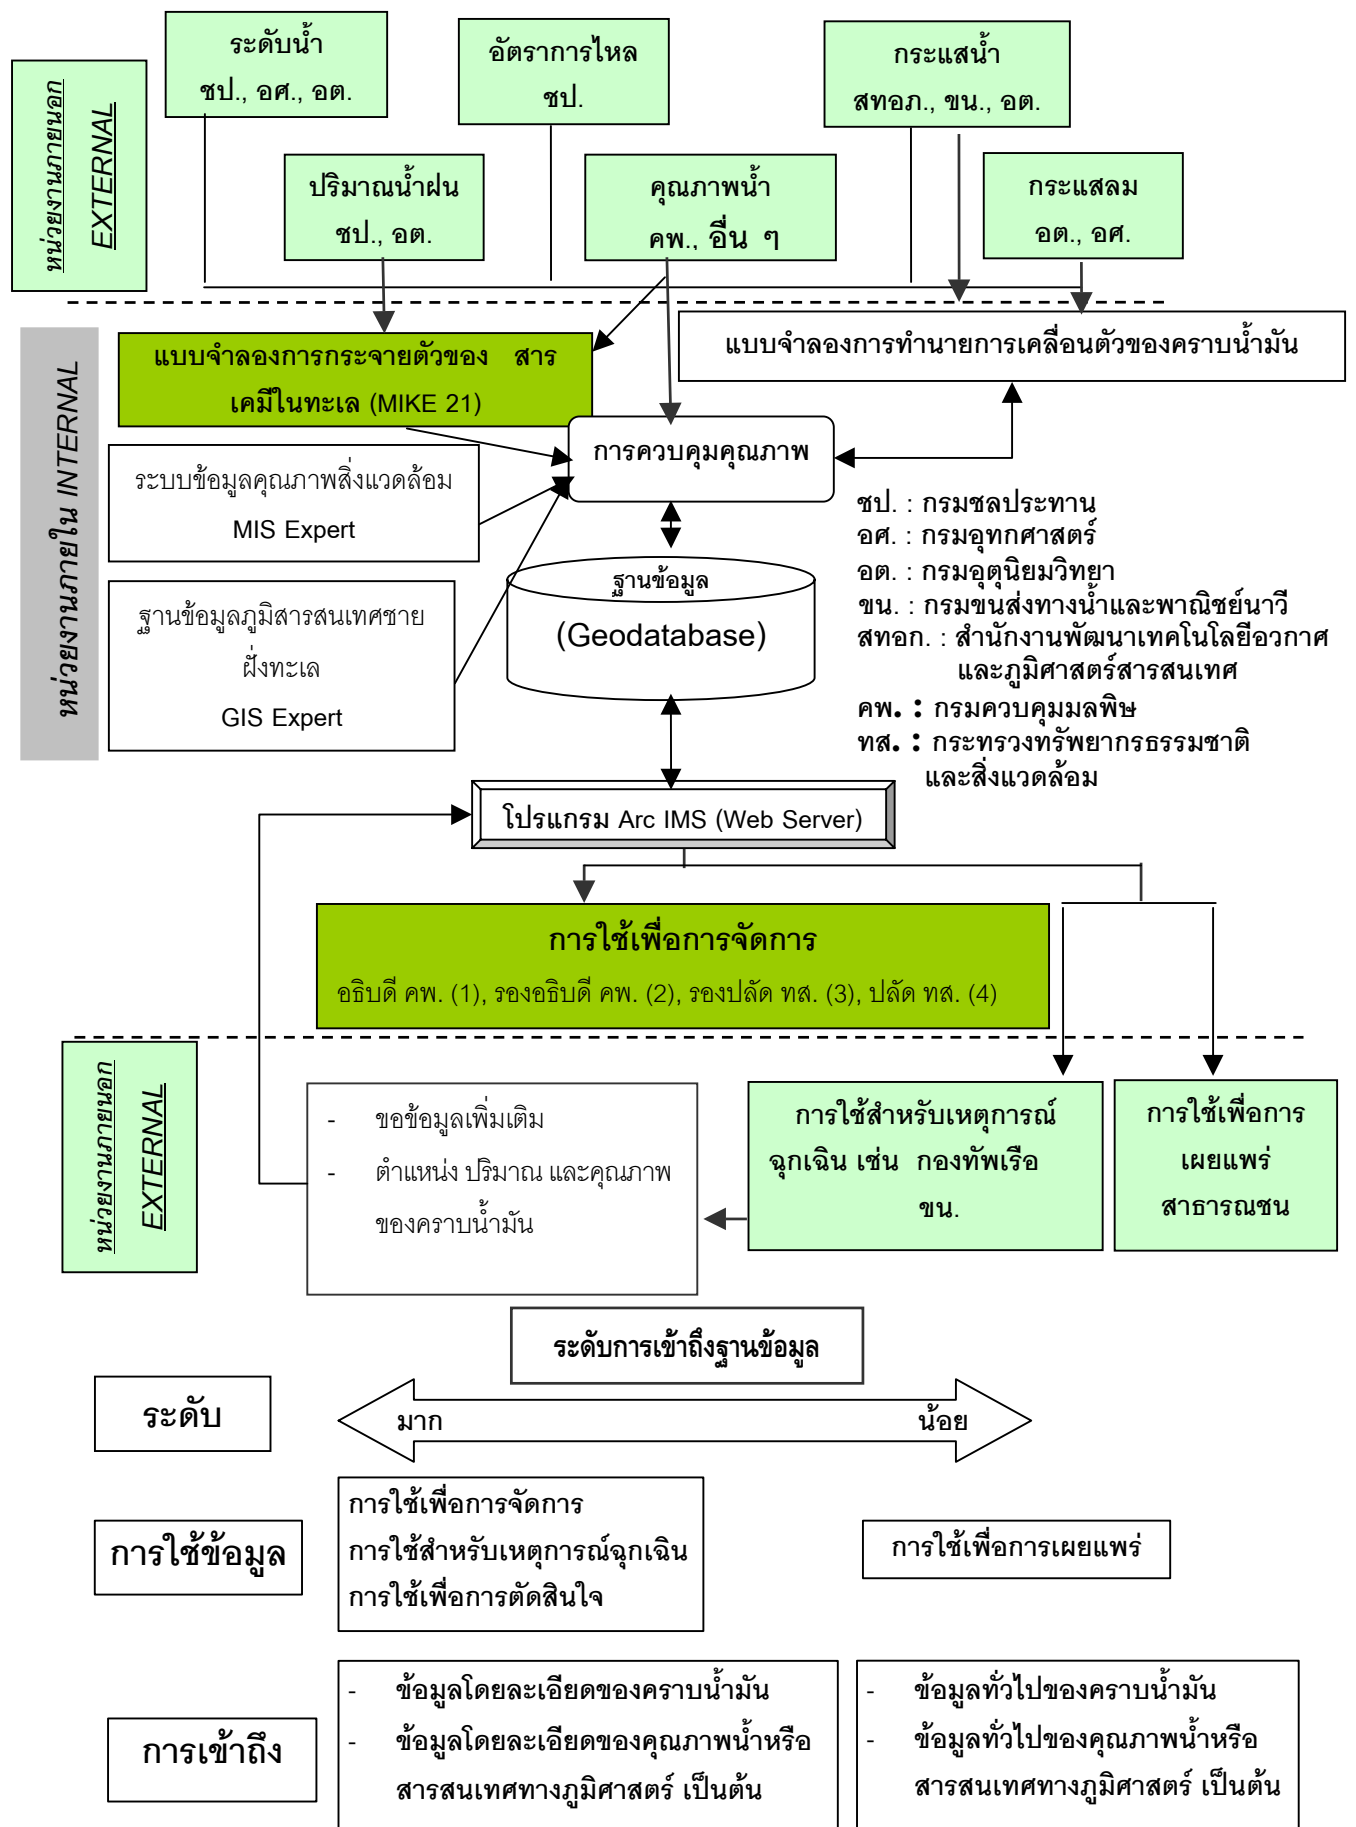 ระดับน้ำ
ชป., อศ., อต.
อัตราการไหล
ชป.
กระแสน้ำ
สทอภ., ขน., อต.
หน่วยงานภายนอก
EXTERNAL
ปริมาณน้ำฝน
ชป., อต.
คุณภาพน้ำ
คพ., อื่น ๆ
กระแสลม
อต., อศ.
หน่วยงานภายใน INTERNAL
แบบจำลองการกระจายตัวของ สาร
เคมีในทะเล (MIKE 21)
แบบจำลองการทำนายการเคลื่อนตัวของคราบน้ำมัน
การควบคุมคุณภาพ
ระบบข้อมูลคุณภาพสิ่งแวดล้อม
MIS Expert
ฐานข้อมูลภูมิสารสนเทศชาย
ฝั่งทะเล
GIS Expert
ฐานข้อมูล
(Geodatabase)
ชป. : กรมชลประทาน
อศ. : กรมอุทกศาสตร์
อต. : กรมอุตุนิยมวิทยา
ขน. : กรมขนส่งทางน้ำและพาณิชย์นาวี
สทอก. : สำนักงานพัฒนาเทคโนโลยีอวกาศ
และภูมิศาสตร์สารสนเทศ
คพ. : กรมควบคุมมลพิษ
ทส. : กระทรวงทรัพยากรธรรมชาติ
และสิ่งแวดล้อม
โปรแกรม Arc IMS (Web Server)
การใช้เพื่อการจัดการ
อธิบดี คพ. (1), รองอธิบดี คพ. (2), รองปลัด ทส. (3), ปลัด ทส. (4)
หน่วยงานภายนอก
EXTERNAL
- ขอข้อมูลเพิ่มเติม
- ตำแหน่ง ปริมาณ และคุณภาพ
ของคราบน้ำมัน
การใช้สำหรับเหตุการณ์
ฉุกเฉิน เช่น กองทัพเรือ
ขน.
การใช้เพื่อการ
เผยแพร่
สาธารณชน
ระดับการเข้าถึงฐานข้อมูล
ระดับ
มาก
น้อย
การใช้ข้อมูล
การใช้เพื่อการจัดการ
การใช้สำหรับเหตุการณ์ฉุกเฉิน
การใช้เพื่อการตัดสินใจ
การใช้เพื่อการเผยแพร่
การเข้าถึง
- ข้อมูลโดยละเอียดของคราบน้ำมัน
- ข้อมูลโดยละเอียดของคุณภาพน้ำหรือ
สารสนเทศทางภูมิศาสตร์ เป็นต้น
- ข้อมูลทั่วไปของคราบน้ำมัน
- ข้อมูลทั่วไปของคุณภาพน้ำหรือ
สารสนเทศทางภูมิศาสตร์ เป็นต้น